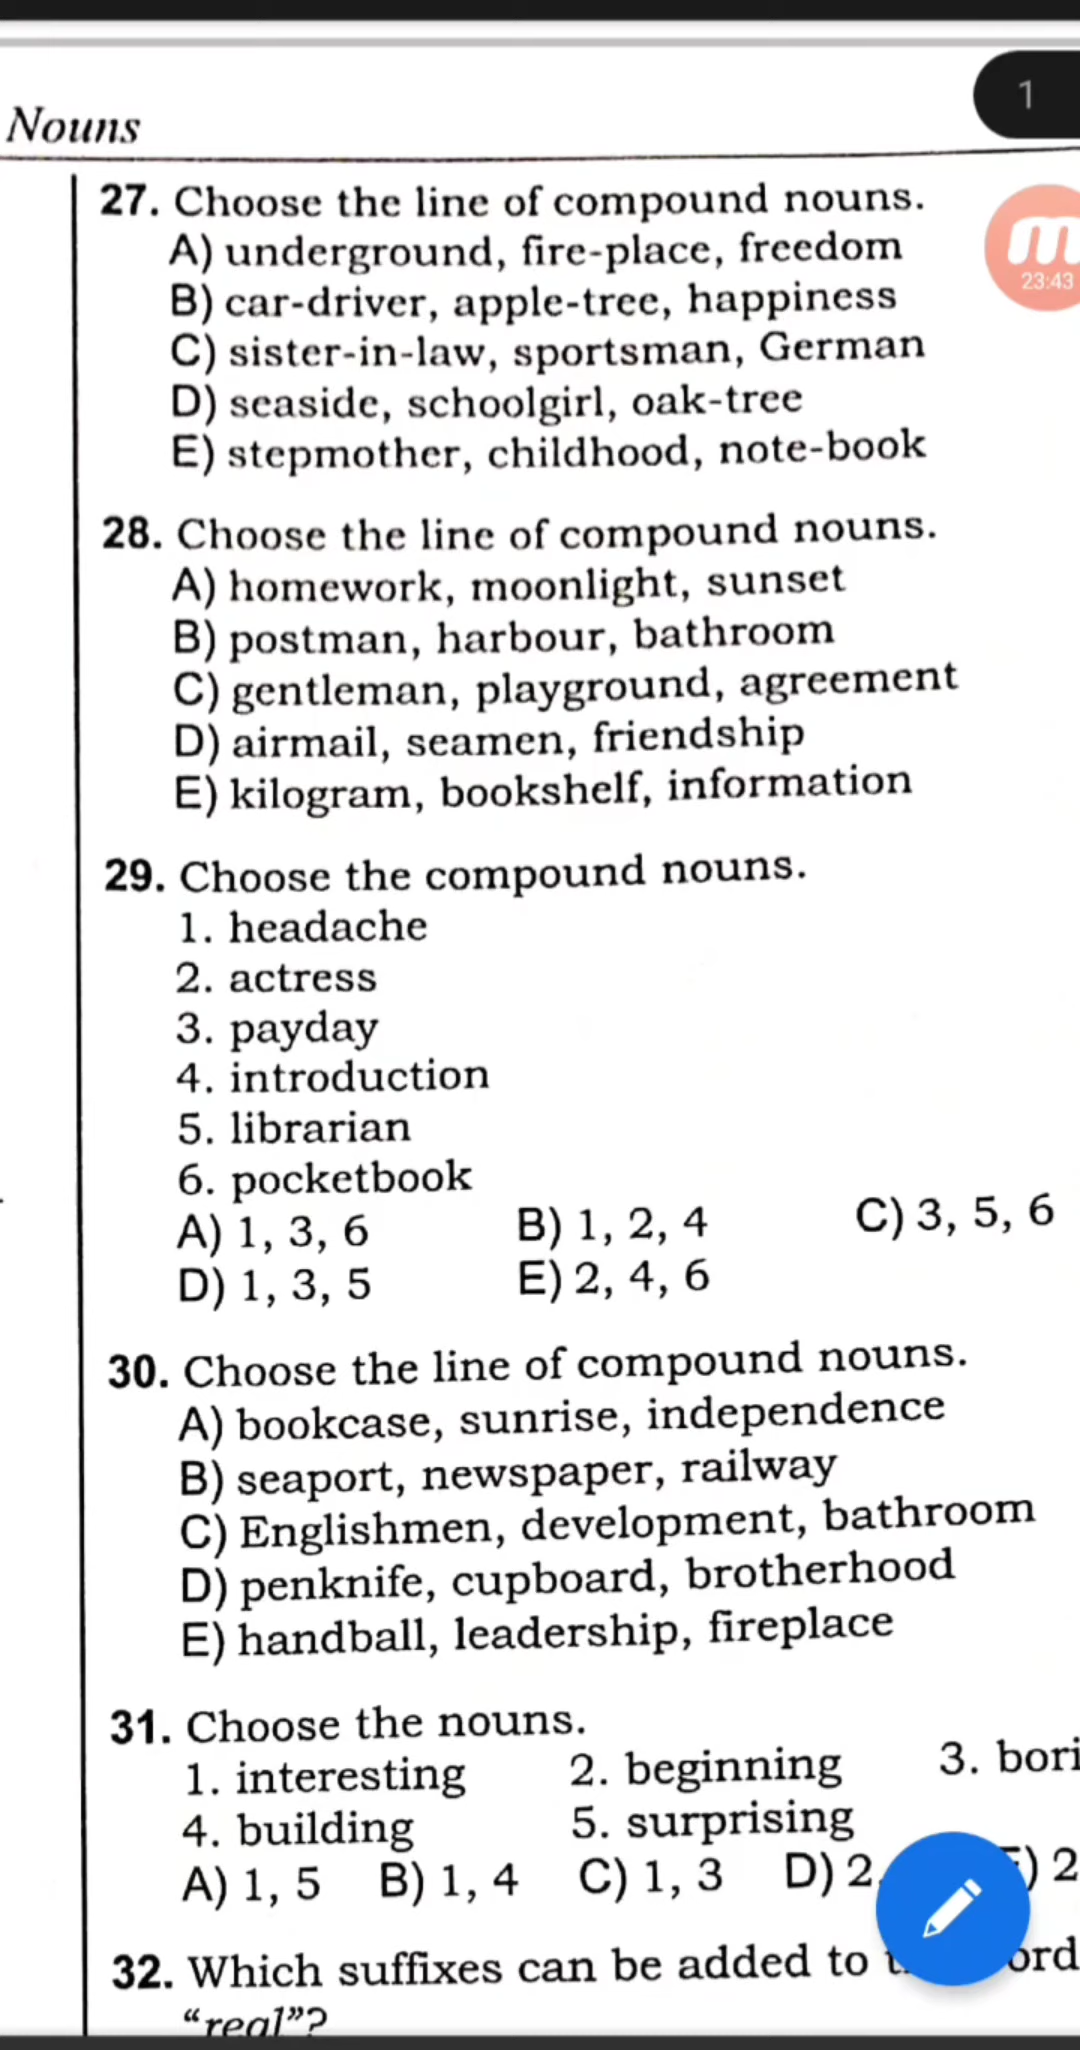 1
Nouns
23:43
27. Choose the line of compound nouns.
A) underground, fire-place, freedom
B) car-driver, apple-tree, happiness
C) sister-in-law, sportsman, German
D) seaside, schoolgirl, oak-tree
E) stepmother, childhood, note-book
28. Choose the line of compound nouns.
A) homework, moonlight, sunset
B) postman, harbour, bathroom
C) gentleman, playground, agreement
D) airmail, seamen, friendship
E) kilogram, bookshelf, information
29. Choose the compound nouns.
1. headache
2. actress
3. payday
4. introduction
5. librarian
6. pocketbook
A) 1, 3, 6 B) 1, 2, 4 C) 3, 5, 6
D) 1, 3, 5 E) 2, 4, 6
30. Choose the line of compound nouns.
A) bookcase, sunrise, independence
B) seaport, newspaper, railway
C) Englishmen, development, bathroom
D) penknife, cupboard, brotherhood
E) handball, leadership, fireplace
31. Choose the nouns.
1. interesting 2. beginning 3. bori
4. building 5. surprising
A) 1, 5 B) 1, 4 C) 1, 3 D) 2 ) 2
32. Which suffixes can be added to ord
"real"?